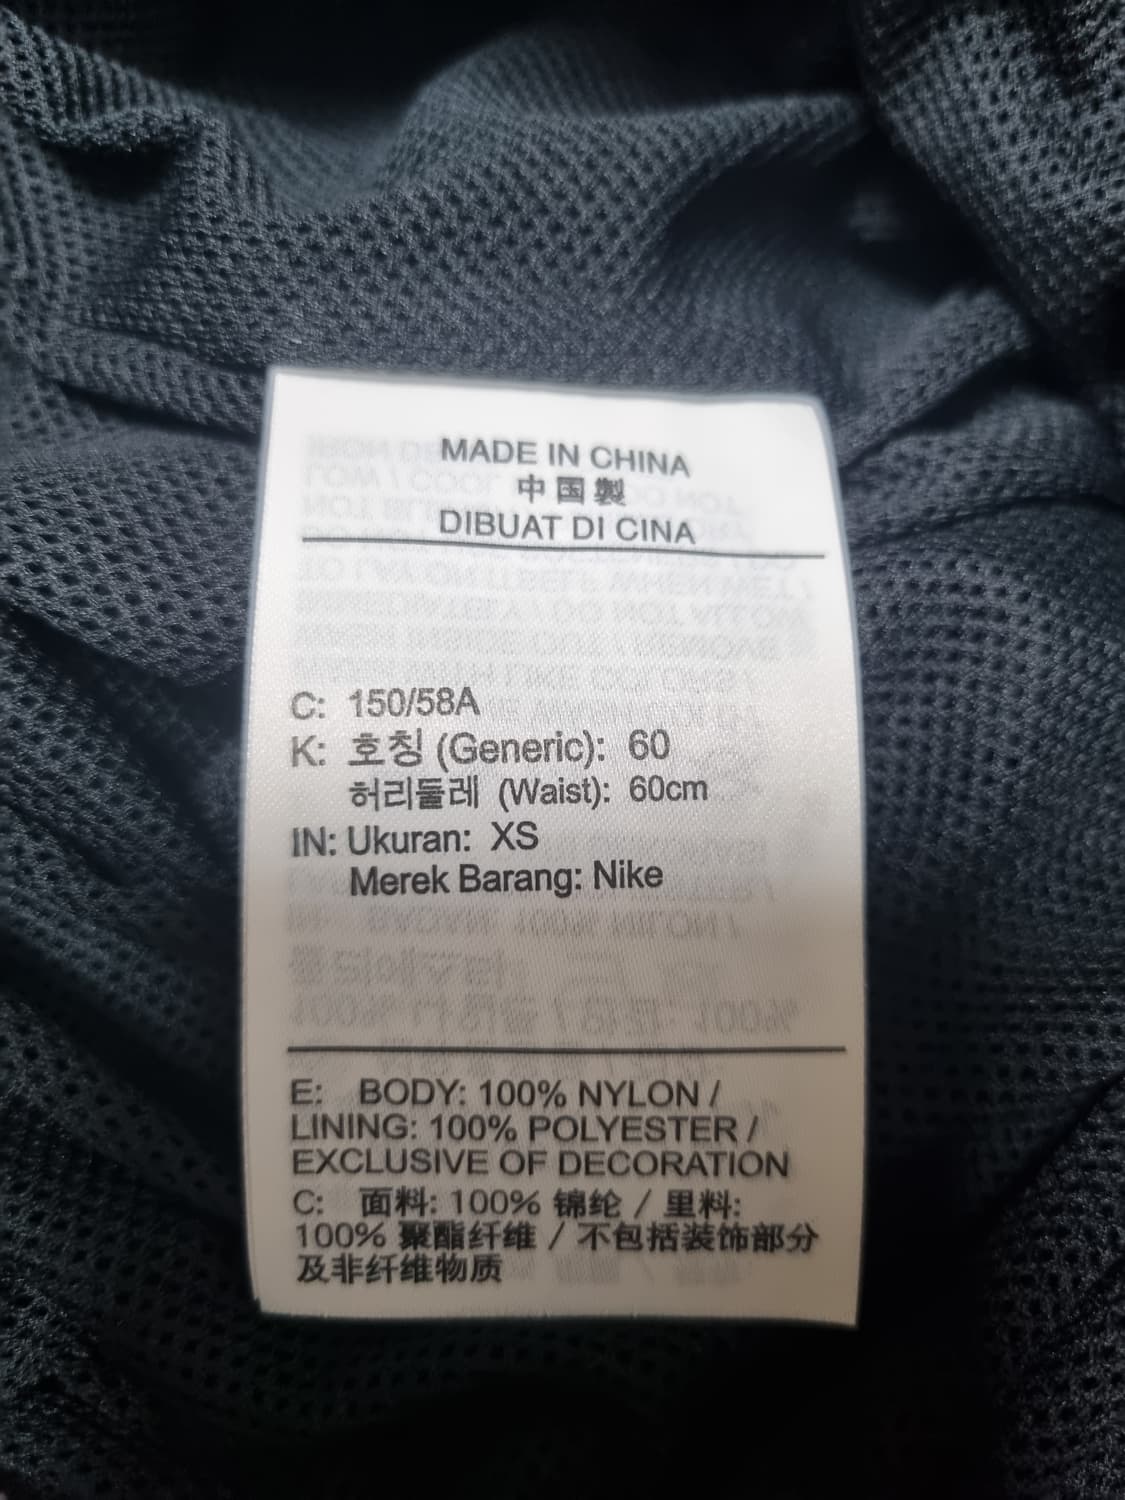 MADE IN CHINA
中国製
DIBUAT DI CINA
C: 150/58A
K: 호칭 (Generic): 60
허리둘레 (Waist): 60cm
IN: Ukuran: XS
Merek Barang: Nike
E: BODY: 100% NYLON /
LINING: 100% POLYESTER /
EXCLUSIVE OF DECORATION
C: 面料: 100% 锦纶 / 里料:
100% 聚酯纤维 / 不包括装饰部分
及非纤维物质